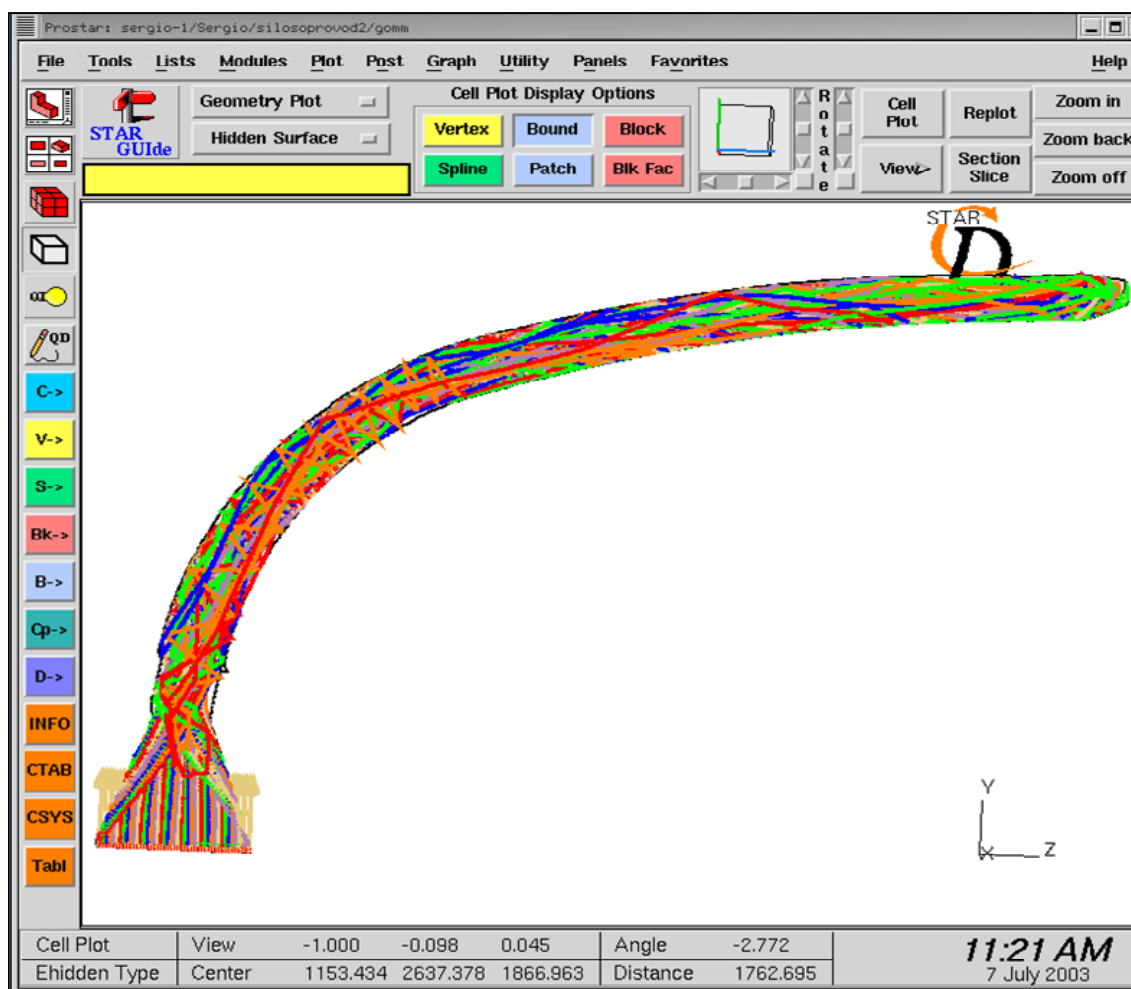 Prostar: sergio-1/Sergio/silosoprovod2/gomm
File Tools Lists Modules Plot Post Graph Utility Panels Favorites Help
STAR GUIde
Geometry Plot
Hidden Surface
Cell Plot Display Options
Vertex Bound Block
Spline Patch Blk Fac
Rotate
Cell Plot
View>
Replot
Section Slice
Zoom in
Zoom back
Zoom off
QD
C->
V->
S->
Bk->
B->
Cp->
D->
INFO
CTAB
CSYS
Tabl
STAR
CD
Y
X
Z
Cell Plot View -1.000 -0.098 0.045 Angle -2.772
Ehidden Type Center 1153.434 2637.378 1866.963 Distance 1762.695
11:21 AM
7 July 2003